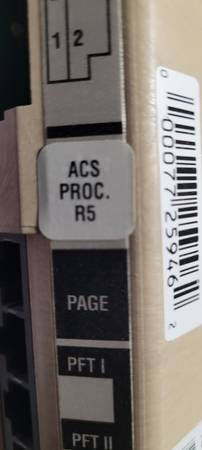 1 2
ACS
PROC.
R5
PAGE
PFT I
PFT II
0 00077 25946 2